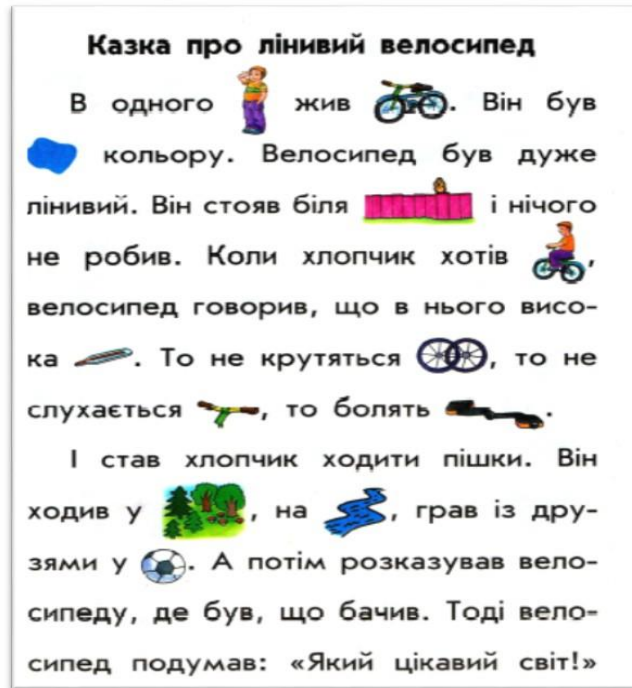 Казка про лінивий велосипед
В одного жив . Він був
кольору. Велосипед був дуже
лінивий. Він стояв біля і нічого
не робив. Коли хлопчик хотів ,
велосипед говорив, що в нього висо-
ка . То не крутяться , то не
слухається , то болять .
І став хлопчик ходити пішки. Він
ходив у , на , грав із дру-
зями у . А потім розказував вело-
сипеду, де був, що бачив. Тоді вело-
сипед подумав: «Який цікавий світ!»